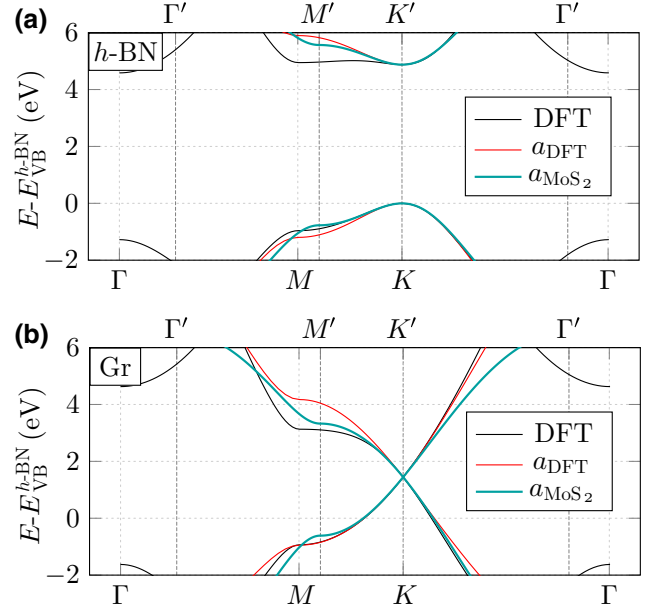 (a)
Γ′ M′ K′ Γ′
h-BN
6
4
2
0
−2
E-E_VB^h-BN (eV)
DFT
a_DFT
a_MoS₂
Γ M K Γ
(b)
Γ′ M′ K′ Γ′
Gr
6
4
2
0
−2
E-E_VB^h-BN (eV)
DFT
a_DFT
a_MoS₂
Γ M K Γ